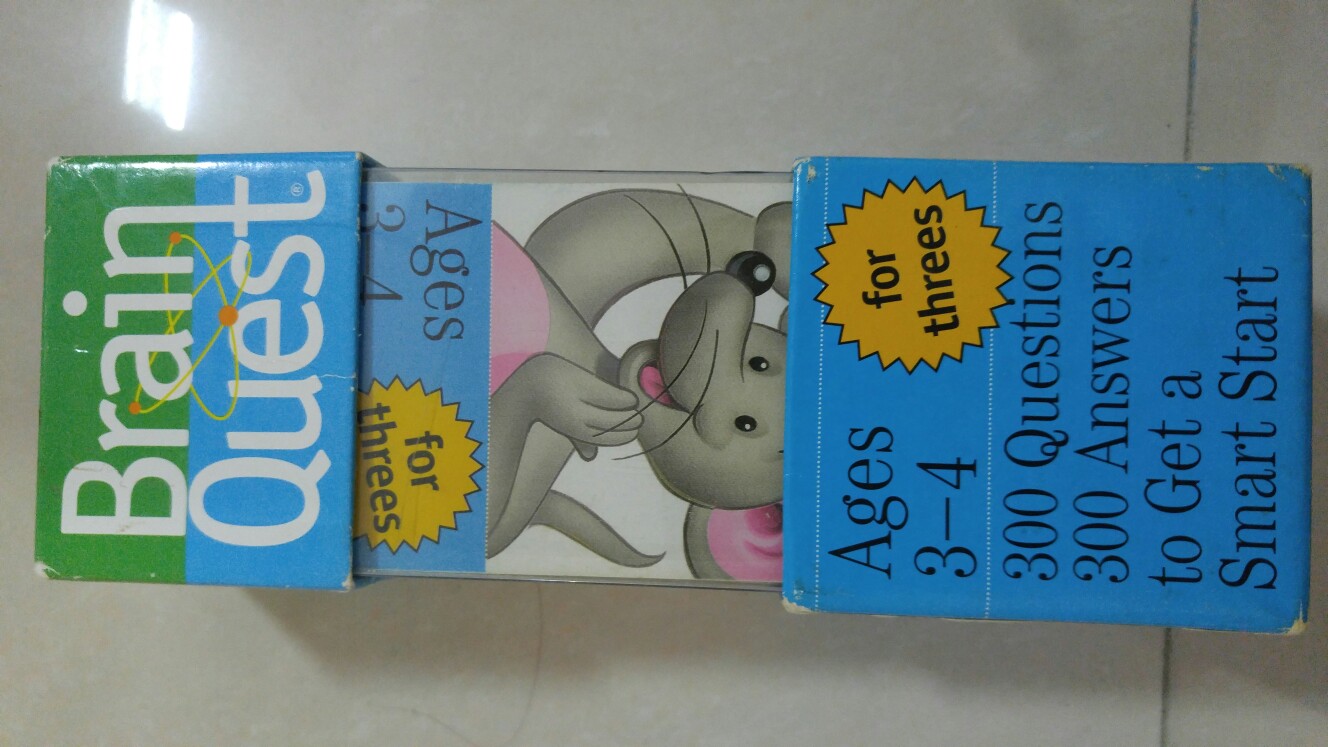 Brain
Quest®
Ages
3-4
for
threes
for
threes
Ages
3–4
300 Questions
300 Answers
to Get a
Smart Start